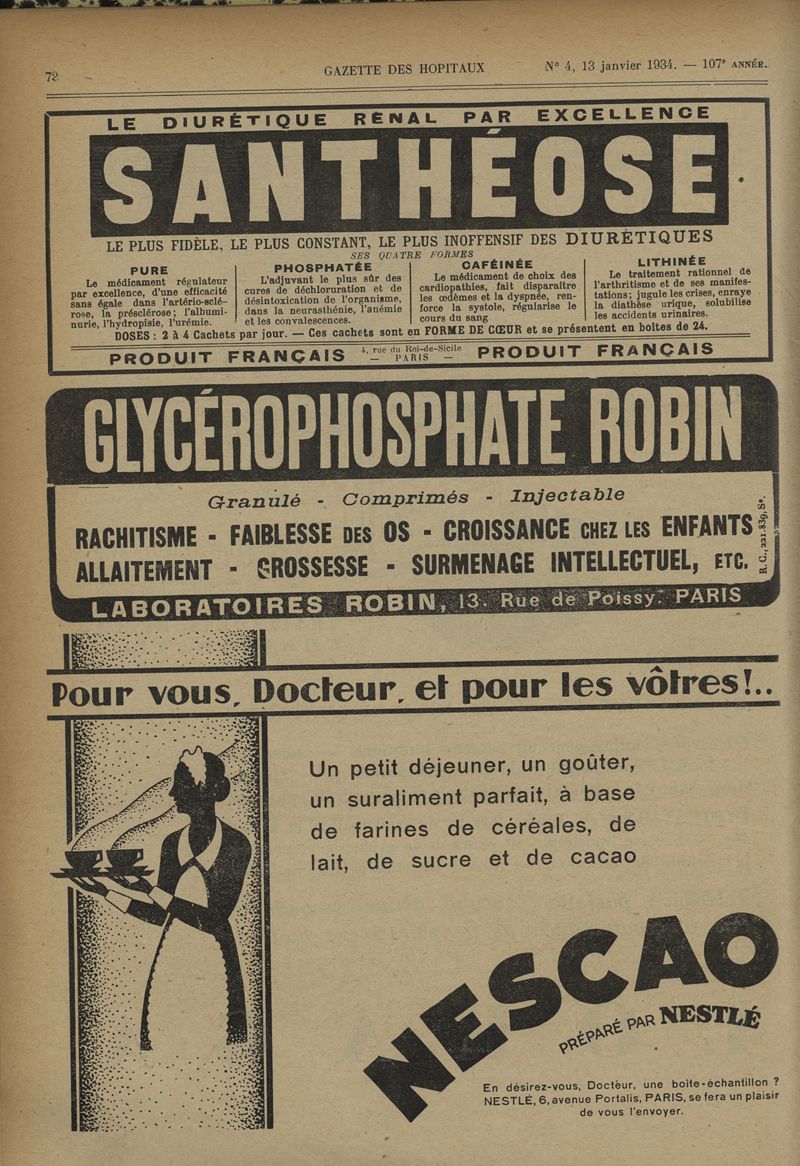 72
GAZETTE DES HOPITAUX
N° 4, 13 janvier 1934. — 107e ANNÉE.
LE DIURÉTIQUE RÉNAL PAR EXCELLENCE
SANTHÉOSE
LE PLUS FIDÈLE, LE PLUS CONSTANT, LE PLUS INOFFENSIF DES DIURÉTIQUES
SES QUATRE FORMES
PURE
Le médicament régulateur
par excellence, d'une efficacité
sans égale dans l'artério-sclé-
rose, la présclérose; l'albumi-
nurie, l'hydropisie, l'urémie.
PHOSPHATÉE
L'adjuvant le plus sûr des
cures de déchloruration et de
désintoxication de l'organisme,
dans la neurasthénie, l'anémie
et les convalescences.
CAFÉINÉE
Le médicament de choix des
cardiopathies, fait disparaître
les œdèmes et la dyspnée, ren-
force la systole, régularise le
cours du sang
LITHINÉE
Le traitement rationnel de
l'arthritisme et de ses manifes-
tations; jugule les crises, enraye
la diathèse urique, solubilise
les accidents urinaires.
DOSES : 2 à 4 Cachets par jour. — Ces cachets sont en FORME DE CŒUR et se présentent en boîtes de 24.
PRODUIT FRANÇAIS
4, rue du Roi-de-Sicile
— PARIS —
PRODUIT FRANÇAIS
GLYCÉROPHOSPHATE ROBIN
Granulé - Comprimés - Injectable
RACHITISME - FAIBLESSE DES OS - CROISSANCE CHEZ LES ENFANTS
ALLAITEMENT - GROSSESSE - SURMENAGE INTELLECTUEL, ETC.
R. C., 221.839, Se.
LABORATOIRES ROBIN, 13. Rue de Poissy. PARIS
Pour vous, Docteur, et pour les vôtres!..
Un petit déjeuner, un goûter,
un suraliment parfait, à base
de farines de céréales, de
lait, de sucre et de cacao
NESCAO
PRÉPARÉ PAR NESTLÉ
En désirez-vous, Docteur, une boite-échantillon ?
NESTLÉ, 6, avenue Portalis, PARIS, se fera un plaisir
de vous l'envoyer.